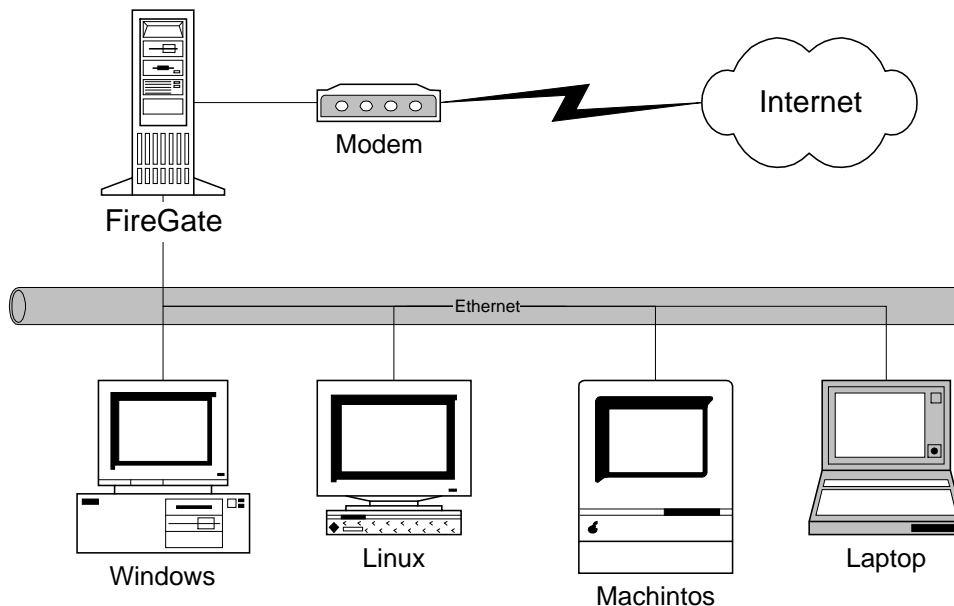 Internet
Modem
FireGate
Ethernet
Windows
Linux
Machintos
Laptop